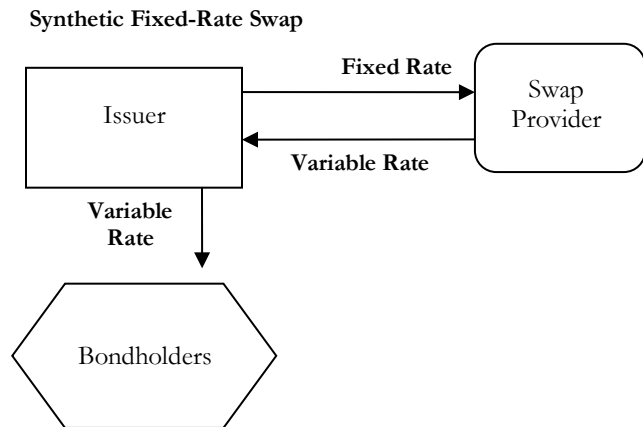 Synthetic Fixed-Rate Swap
Fixed Rate
Issuer
Swap
Provider
Variable Rate
Variable
Rate
Bondholders